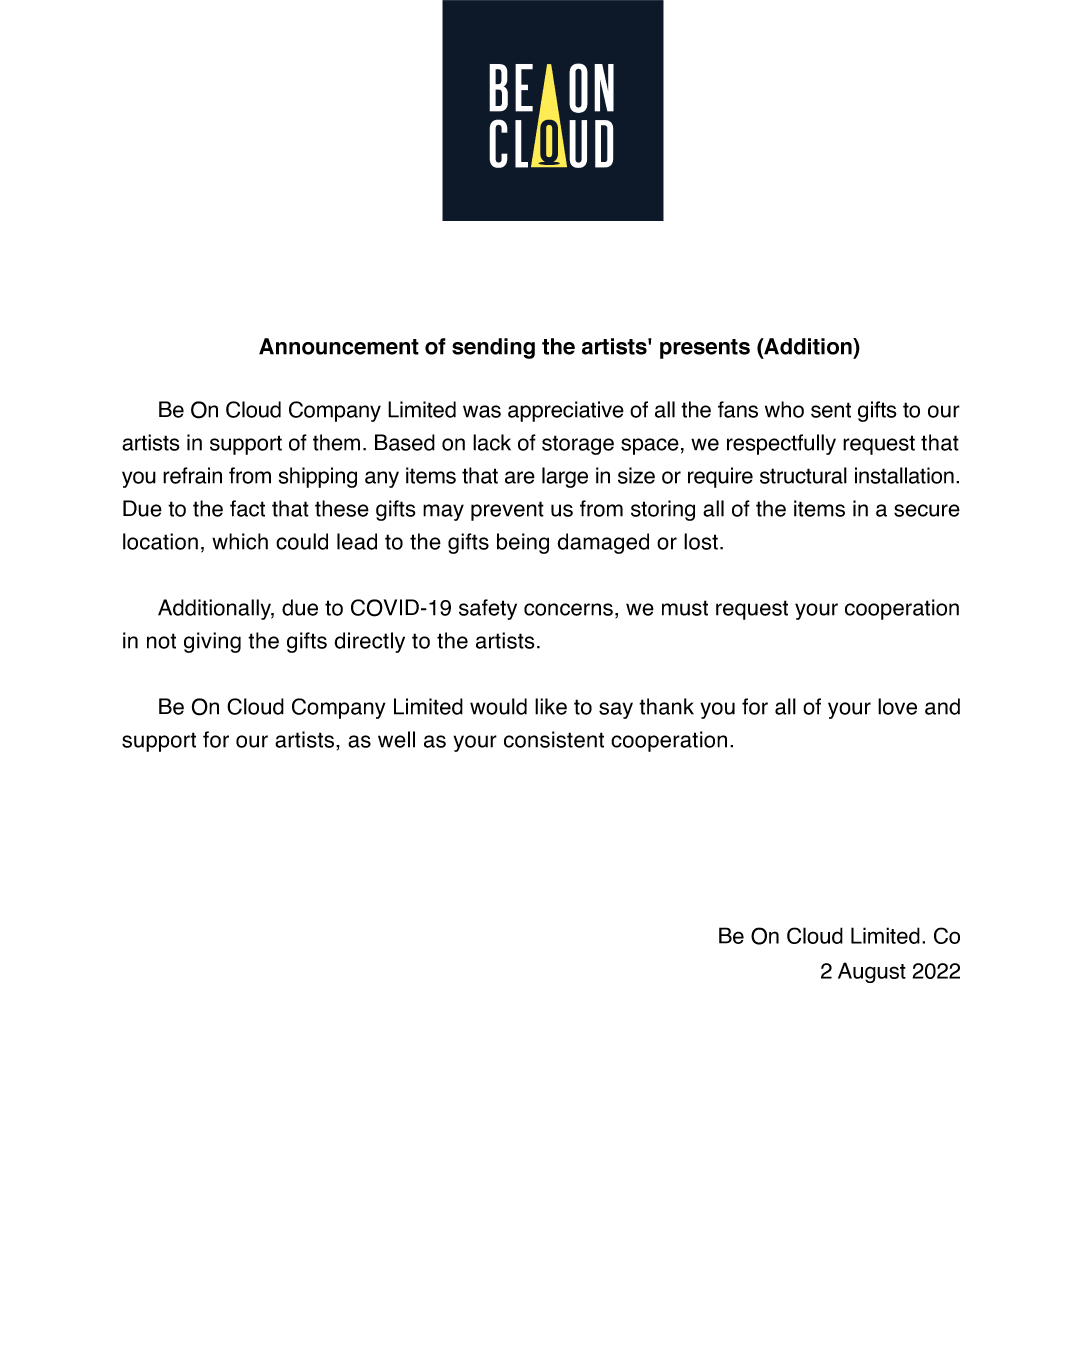 BE ON
CLOUD
Announcement of sending the artists' presents (Addition)
Be On Cloud Company Limited was appreciative of all the fans who sent gifts to our
artists in support of them. Based on lack of storage space, we respectfully request that
you refrain from shipping any items that are large in size or require structural installation.
Due to the fact that these gifts may prevent us from storing all of the items in a secure
location, which could lead to the gifts being damaged or lost.
Additionally, due to COVID-19 safety concerns, we must request your cooperation
in not giving the gifts directly to the artists.
Be On Cloud Company Limited would like to say thank you for all of your love and
support for our artists, as well as your consistent cooperation.
Be On Cloud Limited. Co
2 August 2022